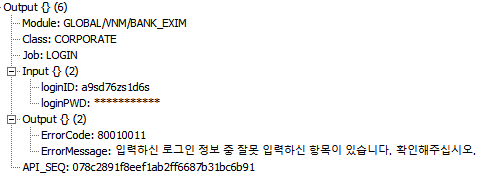 Output {} (6)
Module: GLOBAL/VNM/BANK_EXIM
Class: CORPORATE
Job: LOGIN
Input {} (2)
loginID: a9sd76zs1d6s
loginPWD: ***********
Output {} (2)
ErrorCode: 80010011
ErrorMessage: 입력하신 로그인 정보 중 잘못 입력하신 항목이 있습니다. 확인해주십시오.
API_SEQ: 078c2891f8eef1ab2ff6687b31bc6b91